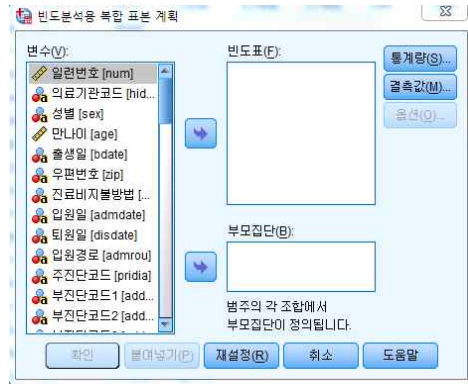 빈도분석용 복합 표본 계획
변수(V):
일련번호 [num]
의료기관코드 [hid...
성별 [sex]
만나이 [age]
출생일 [bdate]
우편번호 [zip]
진료비지불방법 [...
입원일 [admdate]
퇴원일 [disdate]
입원경로 [admrou]
주진단코드 [pridia]
부진단코드1 [add...
부진단코드2 [add...
빈도표(F):
부모집단(B):
범주의 각 조합에서
부모집단이 정의됩니다.
통계량(S)...
결측값(M)...
옵션(O)...
확인
붙여넣기(P)
재설정(R)
취소
도움말